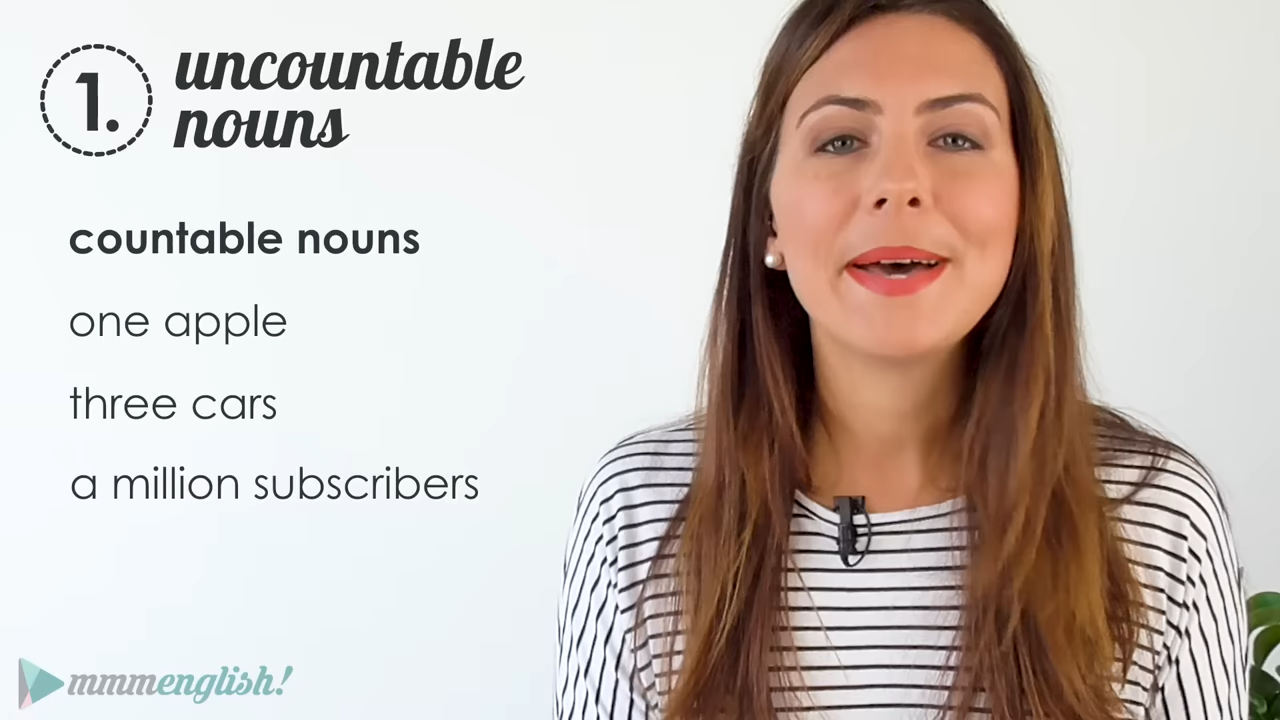 1.
uncountable
nouns
countable nouns
one apple
three cars
a million subscribers
mmmenglish!